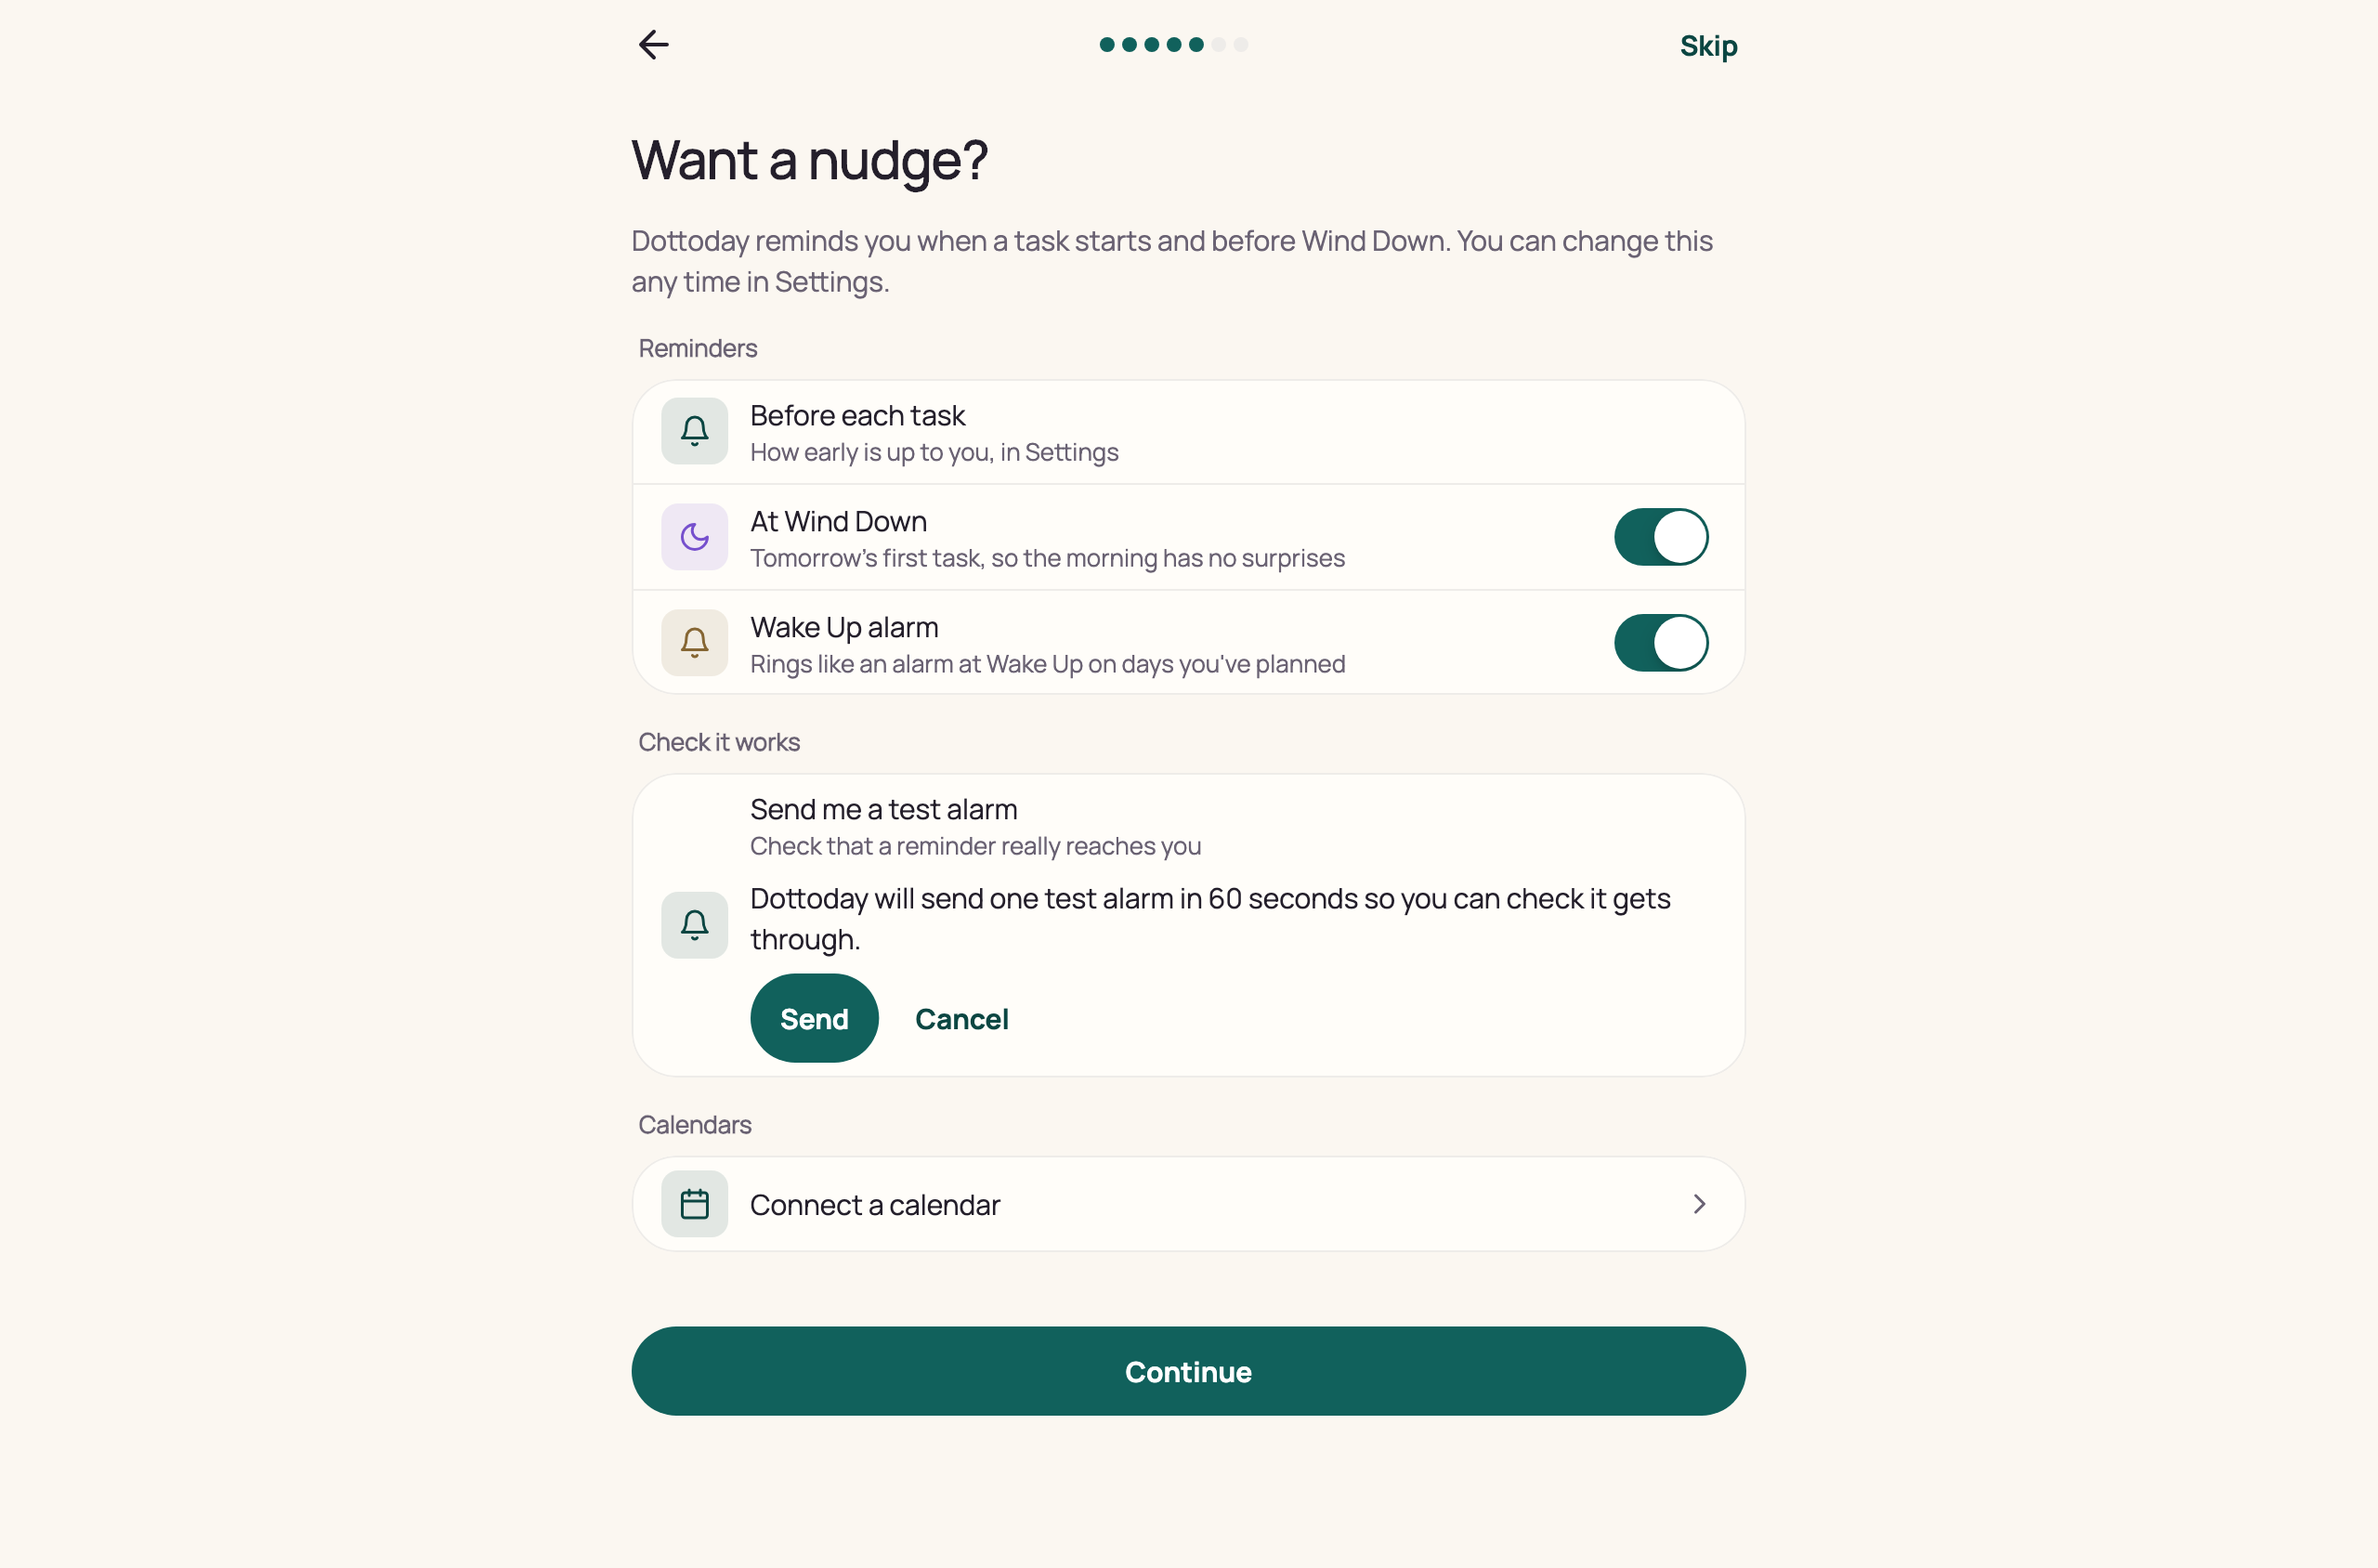 Skip
Want a nudge?
Dottoday reminds you when a task starts and before Wind Down. You can change this
any time in Settings.
Reminders
Before each task
How early is up to you, in Settings
At Wind Down
Tomorrow’s first task, so the morning has no surprises
Wake Up alarm
Rings like an alarm at Wake Up on days you've planned
Check it works
Send me a test alarm
Check that a reminder really reaches you
Dottoday will send one test alarm in 60 seconds so you can check it gets
through.
Send Cancel
Calendars
Connect a calendar
Continue